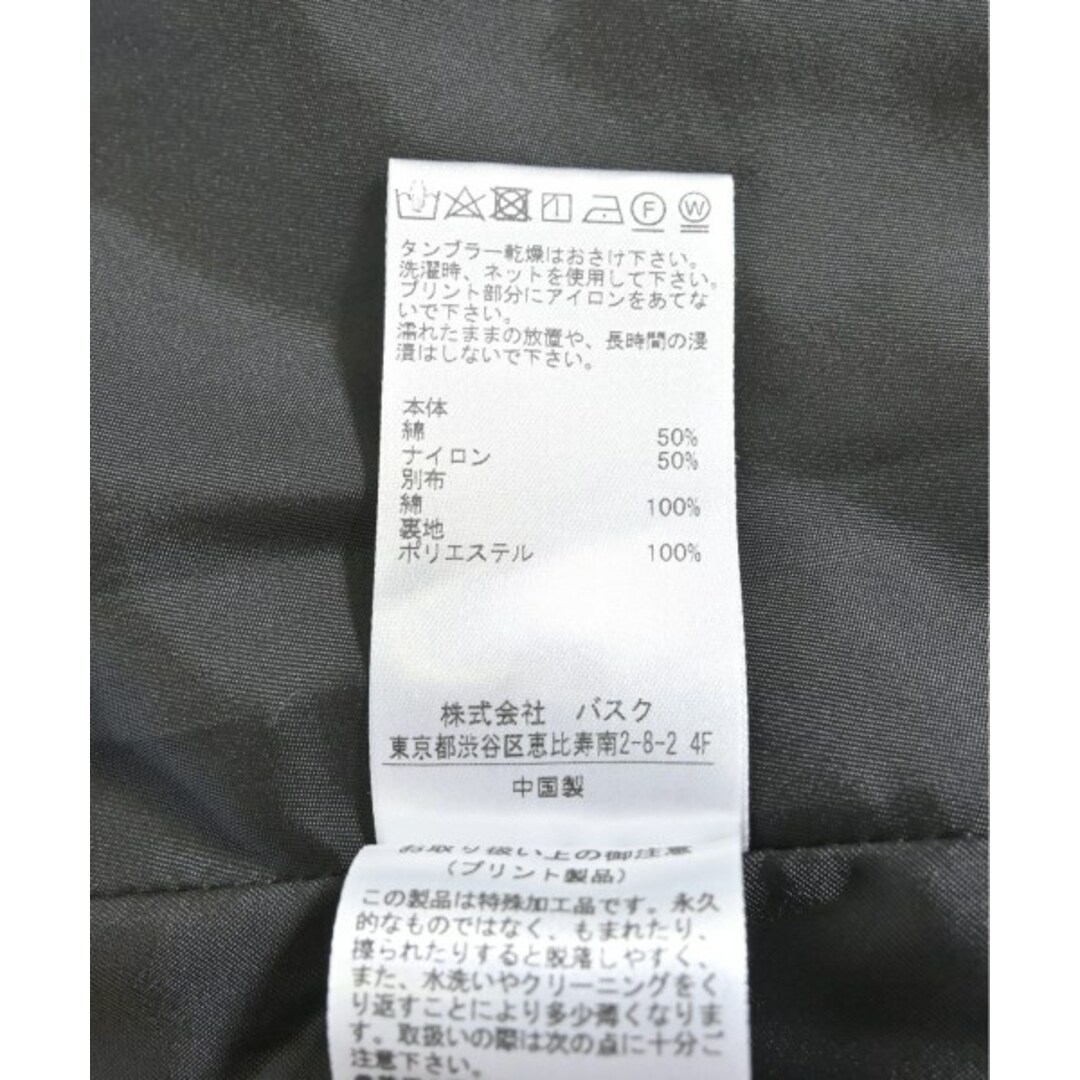 F W
タンブラー乾燥はおさけ下さい。
洗濯時、ネットを使用して下さい。
プリント部分にアイロンをあてな
いで下さい。
濡れたままの放置や、長時間の浸
漬はしないで下さい。
本体
綿 50%
ナイロン 50%
別布
綿 100%
裏地
ポリエステル 100%
株式会社 バスク
東京都渋谷区恵比寿南2-8-2 4F
中国製
お取り扱い上の御注意
(プリント製品)
この製品は特殊加工品です。永久
的なものではなく、もまれたり、
擦られたりすると脱落しやすく、
また、水洗いやクリーニングをく
り返すことにより多少薄くなりま
す。取扱いの際は次の点に十分ご
注意下さい。